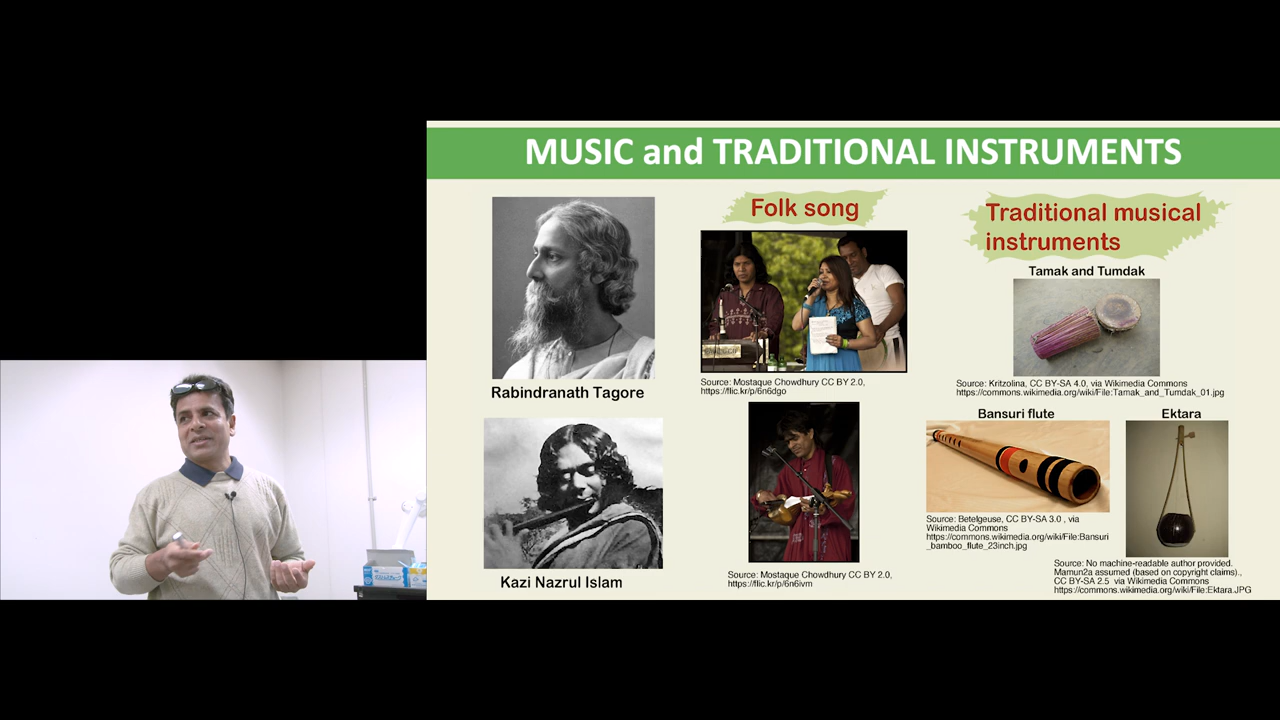 MUSIC and TRADITIONAL INSTRUMENTS
Rabindranath Tagore
Kazi Nazrul Islam
Folk song
Source: Mostaque Chowdhury CC BY 2.0,
https://flic.kr/p/6n6dgo
Source: Mostaque Chowdhury CC BY 2.0,
https://flic.kr/p/6n6ivm
Traditional musical
instruments
Tamak and Tumdak
Source: Kritzolina, CC BY-SA 4.0, via Wikimedia Commons
https://commons.wikimedia.org/wiki/File:Tamak_and_Tumdak_01.jpg
Bansuri flute
Source: Betelgeuse, CC BY-SA 3.0 , via
Wikimedia Commons
https://commons.wikimedia.org/wiki/File:Bansuri
_bamboo_flute_23inch.jpg
Ektara
Source: No machine-readable author provided.
Mamun2a assumed (based on copyright claims).,
CC BY-SA 2.5 via Wikimedia Commons
https://commons.wikimedia.org/wiki/File:Ektara.JPG